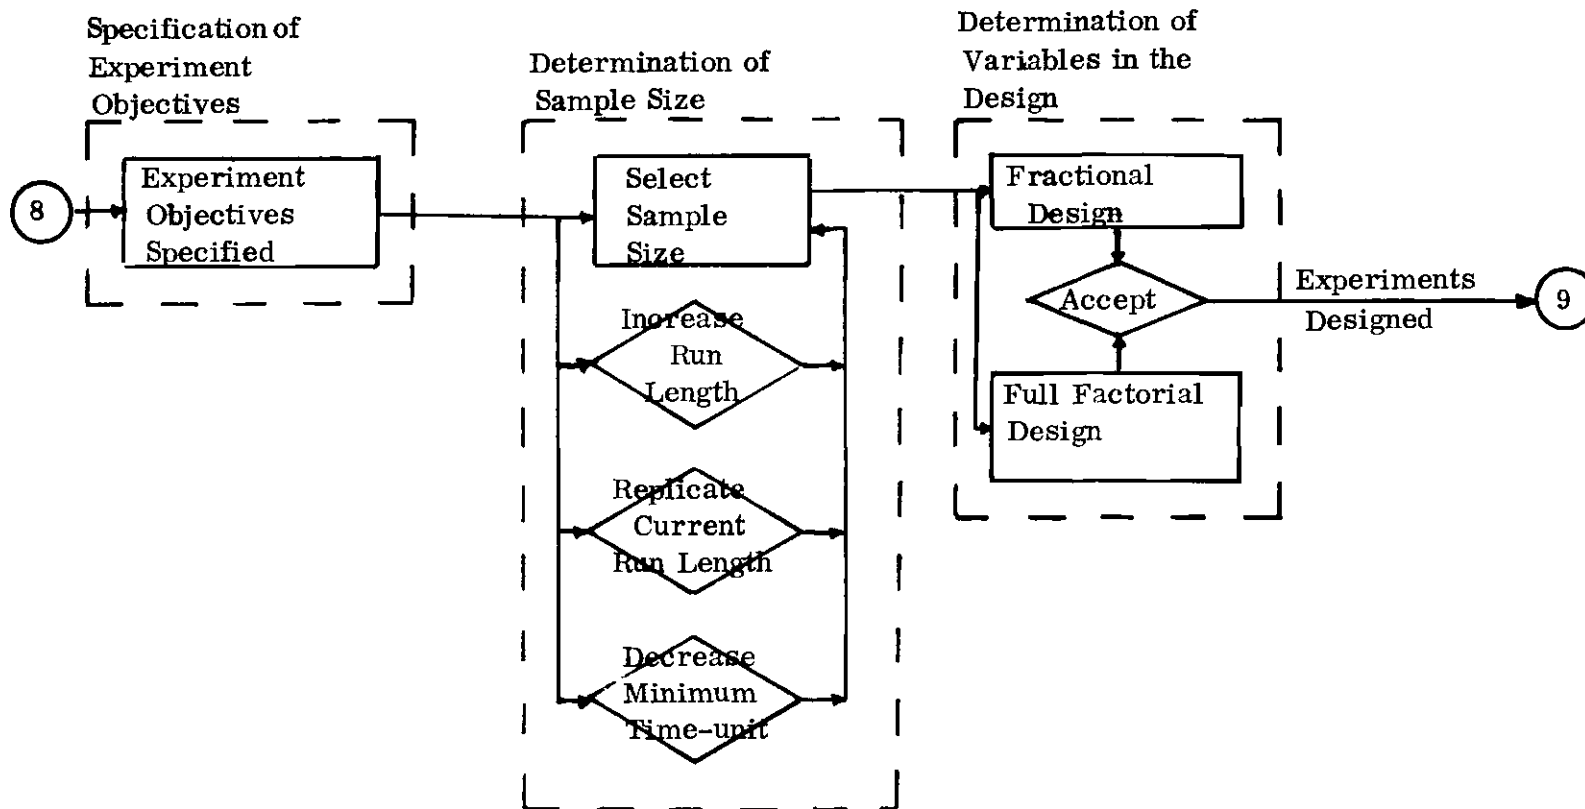 Specification of
Experiment
Objectives
8
Experiment
Objectives
Specified
Determination of
Sample Size
Select
Sample
Size
Increase
Run
Length
Replicate
Current
Run Length
Decrease
Minimum
Time-unit
Determination of
Variables in the
Design
Fractional
Design
Accept
Full Factorial
Design
Experiments
Designed
9